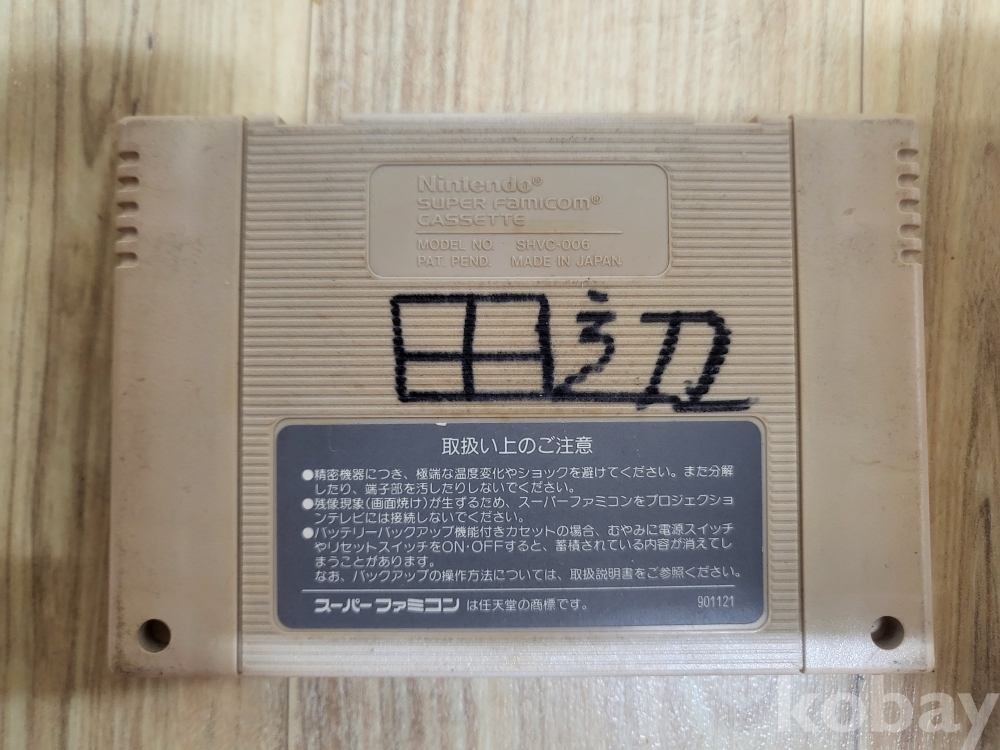 Nintendo®
SUPER FAMICOM®
CASSETTE
MODEL NO. SHVC-006
PAT. PEND. MADE IN JAPAN
田辺
取扱い上のご注意
●精密機器につき、極端な温度変化やショックを避けてください。また分解
したり、端子部を汚したりしないでください。
●残像現象(画面焼け)が生ずるため、スーパーファミコンをプロジェクショ
ンテレビには接続しないでください。
●バッテリーバックアップ機能付きカセットの場合、むやみに電源スイッチ
やリセットスイッチをON・OFFすると、蓄積されている内容が消えてし
まうことがあります。
なお、バックアップの操作方法については、取扱説明書をご参照ください。
スーパーファミコン は任天堂の商標です。 901121
kobay